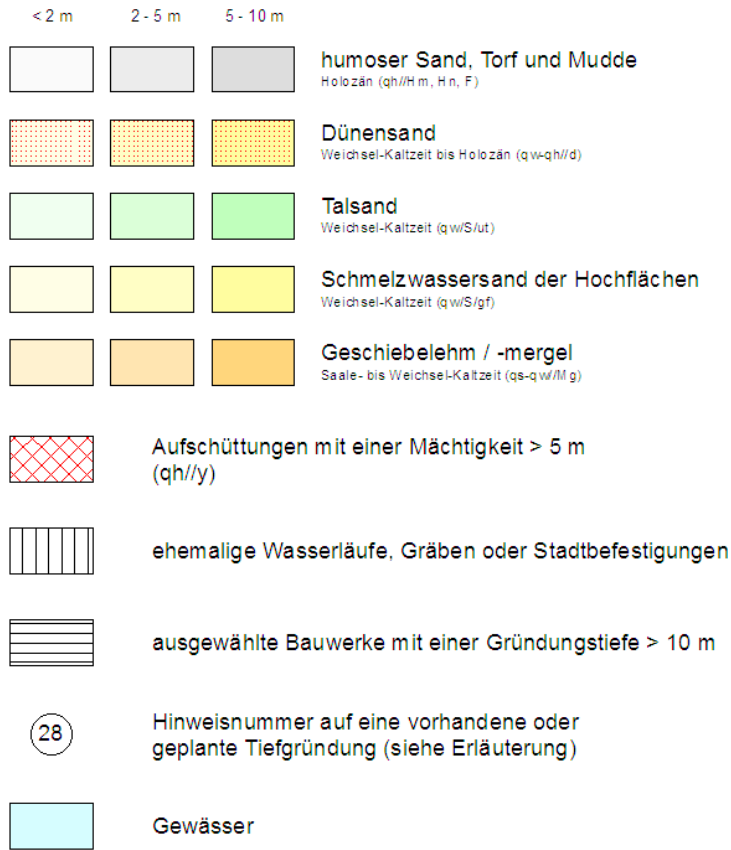 < 2 m 2 - 5 m 5 - 10 m
humoser Sand, Torf und Mudde
Holozän (qh//Hm, Hn, F)
Dünensand
Weichsel-Kaltzeit bis Holozän (qw-qh//d)
Talsand
Weichsel-Kaltzeit (qw/S/ut)
Schmelzwassersand der Hochflächen
Weichsel-Kaltzeit (qw/S/gf)
Geschiebelehm / -mergel
Saale- bis Weichsel-Kaltzeit (qs-qw//Mg)
Aufschüttungen mit einer Mächtigkeit > 5 m
(qh//y)
ehemalige Wasserläufe, Gräben oder Stadtbefestigungen
ausgewählte Bauwerke mit einer Gründungstiefe > 10 m
28
Hinweisnummer auf eine vorhandene oder
geplante Tiefgründung (siehe Erläuterung)
Gewässer